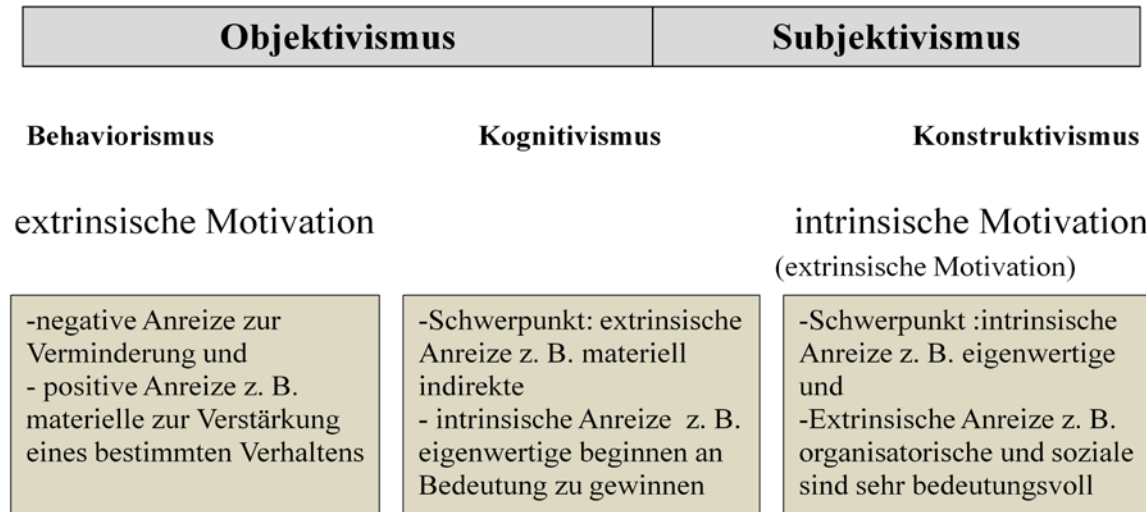 Objektivismus
Subjektivismus
Behaviorismus
Kognitivismus
Konstruktivismus
extrinsische Motivation
intrinsische Motivation
(extrinsische Motivation)
-negative Anreize zur
Verminderung und
- positive Anreize z. B.
materielle zur Verstärkung
eines bestimmten Verhaltens
-Schwerpunkt: extrinsische
Anreize z. B. materiell
indirekte
- intrinsische Anreize  z. B.
eigenwertige beginnen an
Bedeutung zu gewinnen
-Schwerpunkt :intrinsische
Anreize z. B. eigenwertige
und
-Extrinsische Anreize z. B.
organisatorische und soziale
sind sehr bedeutungsvoll